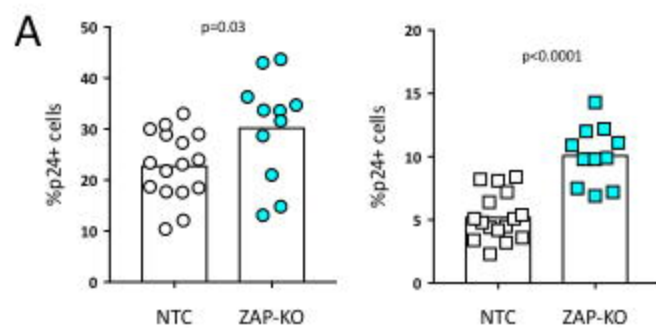 A
p=0.03
%p24+ cells
50
40
30
20
10
0
NTC ZAP-KO
p<0.0001
%p24+ cells
20
15
10
5
0
NTC ZAP-KO